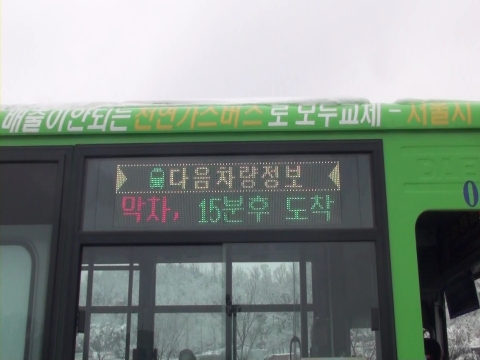 배출이안되는 천연가스버스로 모두교체 - 서울시
다음차량정보
막차, 15분후 도착
0